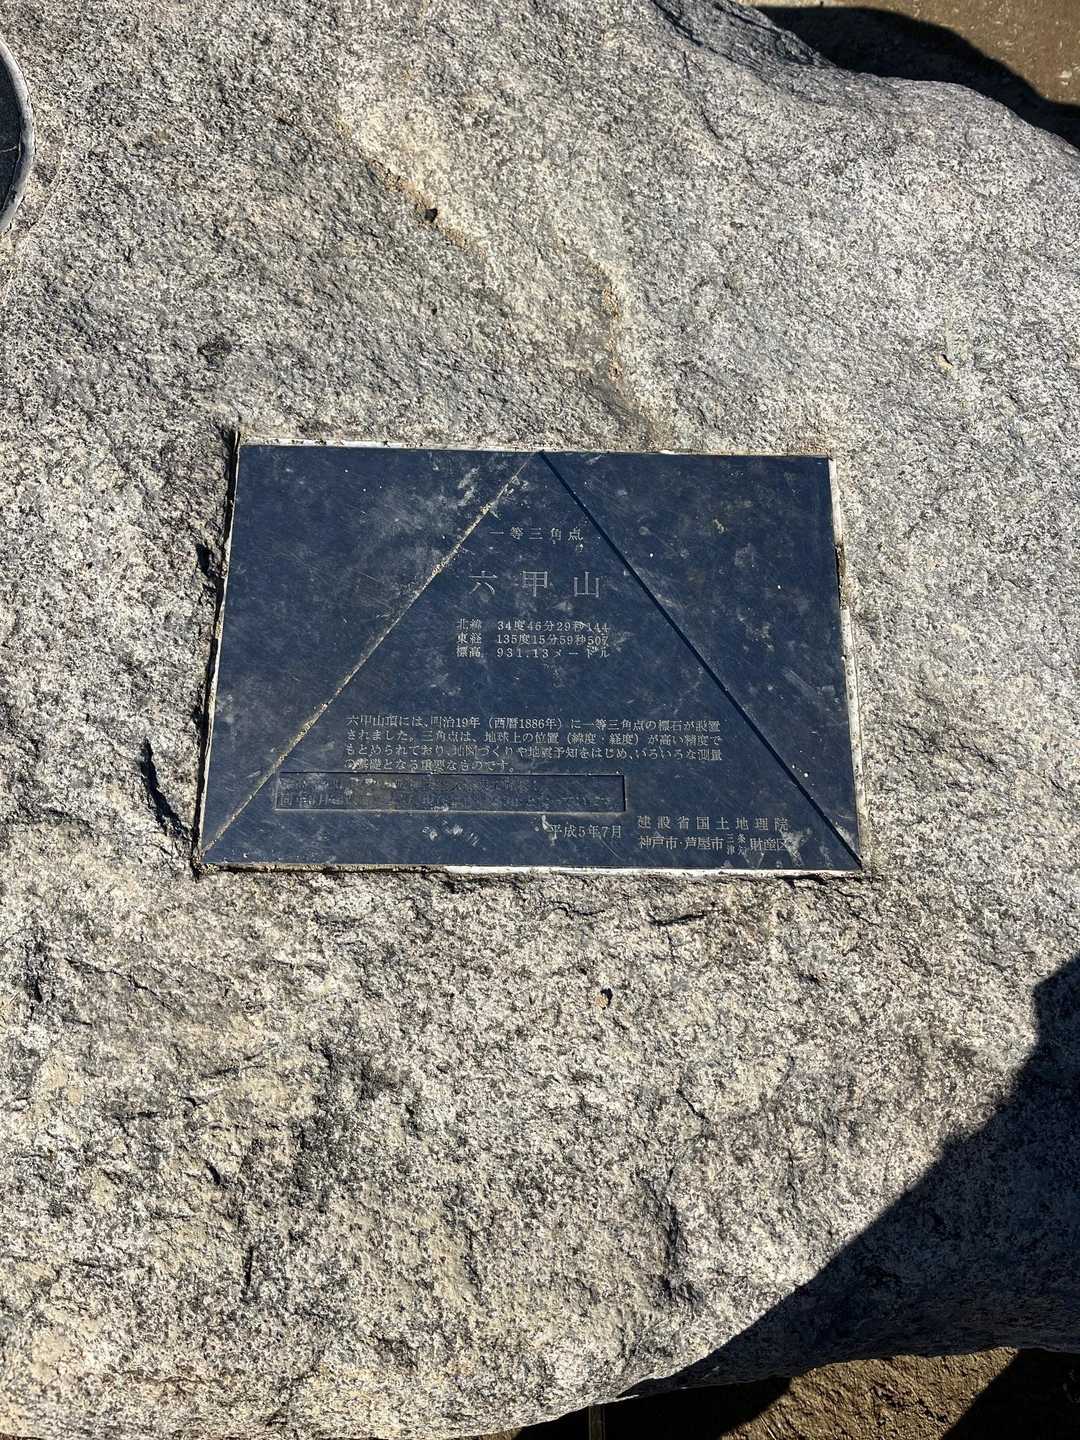 一等三角点
六甲山
北緯 34度46分29秒144
東経 135度15分59秒507
標高 931.13メートル
六甲山頂には、明治19年（西暦1886年）に一等三角点の標石が設置
されました。三角点は、地球上の位置（緯度・経度）が高い精度で
もとめられており、地図づくりや地震予知をはじめ、いろいろな測量
の基礎となる重要なものです。
平成5年7月
建設省国土地理院
神戸市・芦屋市三条津知財産区